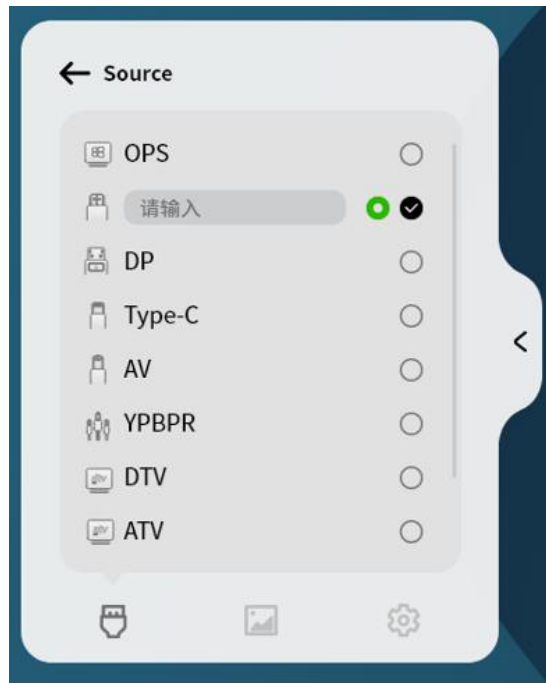 Source
OPS
请输入
DP
Type-C
AV
YPBPR
DTV
ATV